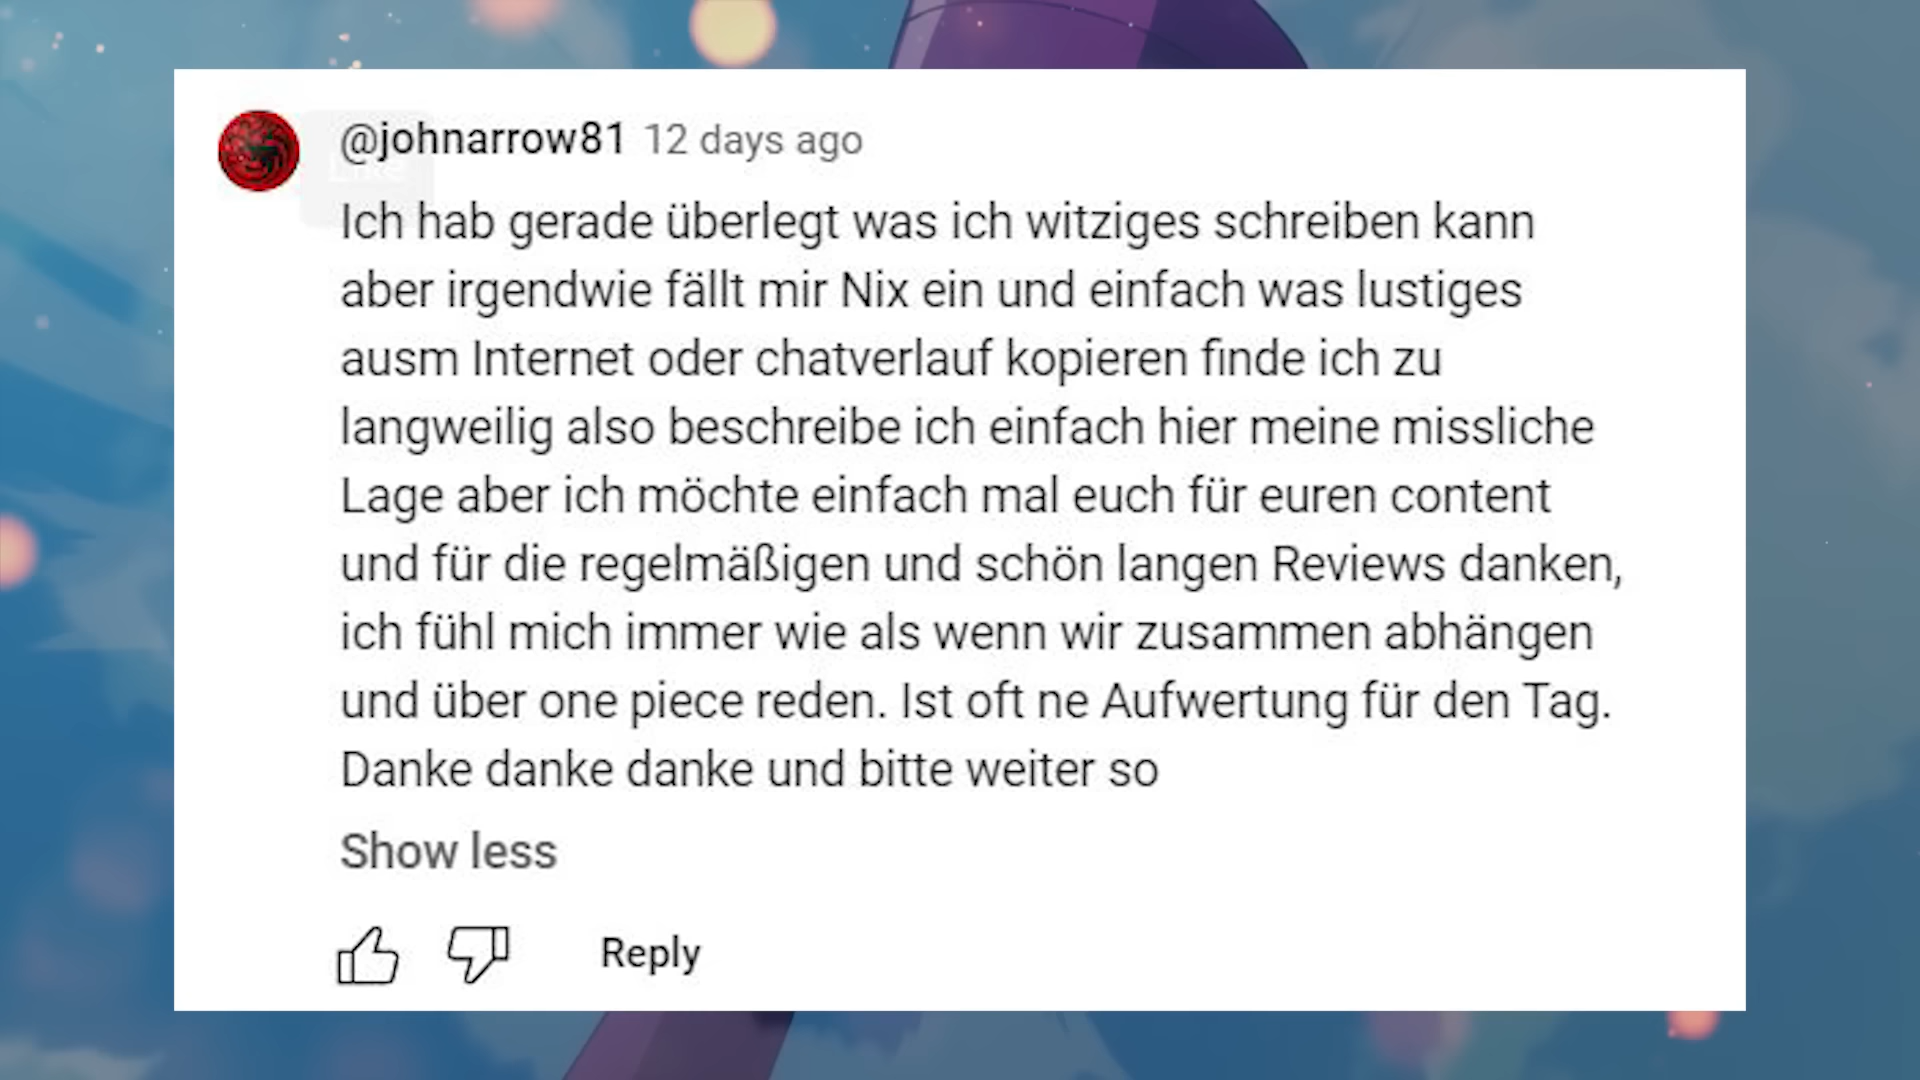 @johnarrow81 12 days ago
Like
Ich hab gerade überlegt was ich witziges schreiben kann
aber irgendwie fällt mir Nix ein und einfach was lustiges
ausm Internet oder chatverlauf kopieren finde ich zu
langweilig also beschreibe ich einfach hier meine missliche
Lage aber ich möchte einfach mal euch für euren content
und für die regelmäßigen und schön langen Reviews danken,
ich fühl mich immer wie als wenn wir zusammen abhängen
und über one piece reden. Ist oft ne Aufwertung für den Tag.
Danke danke danke und bitte weiter so
Show less
Reply